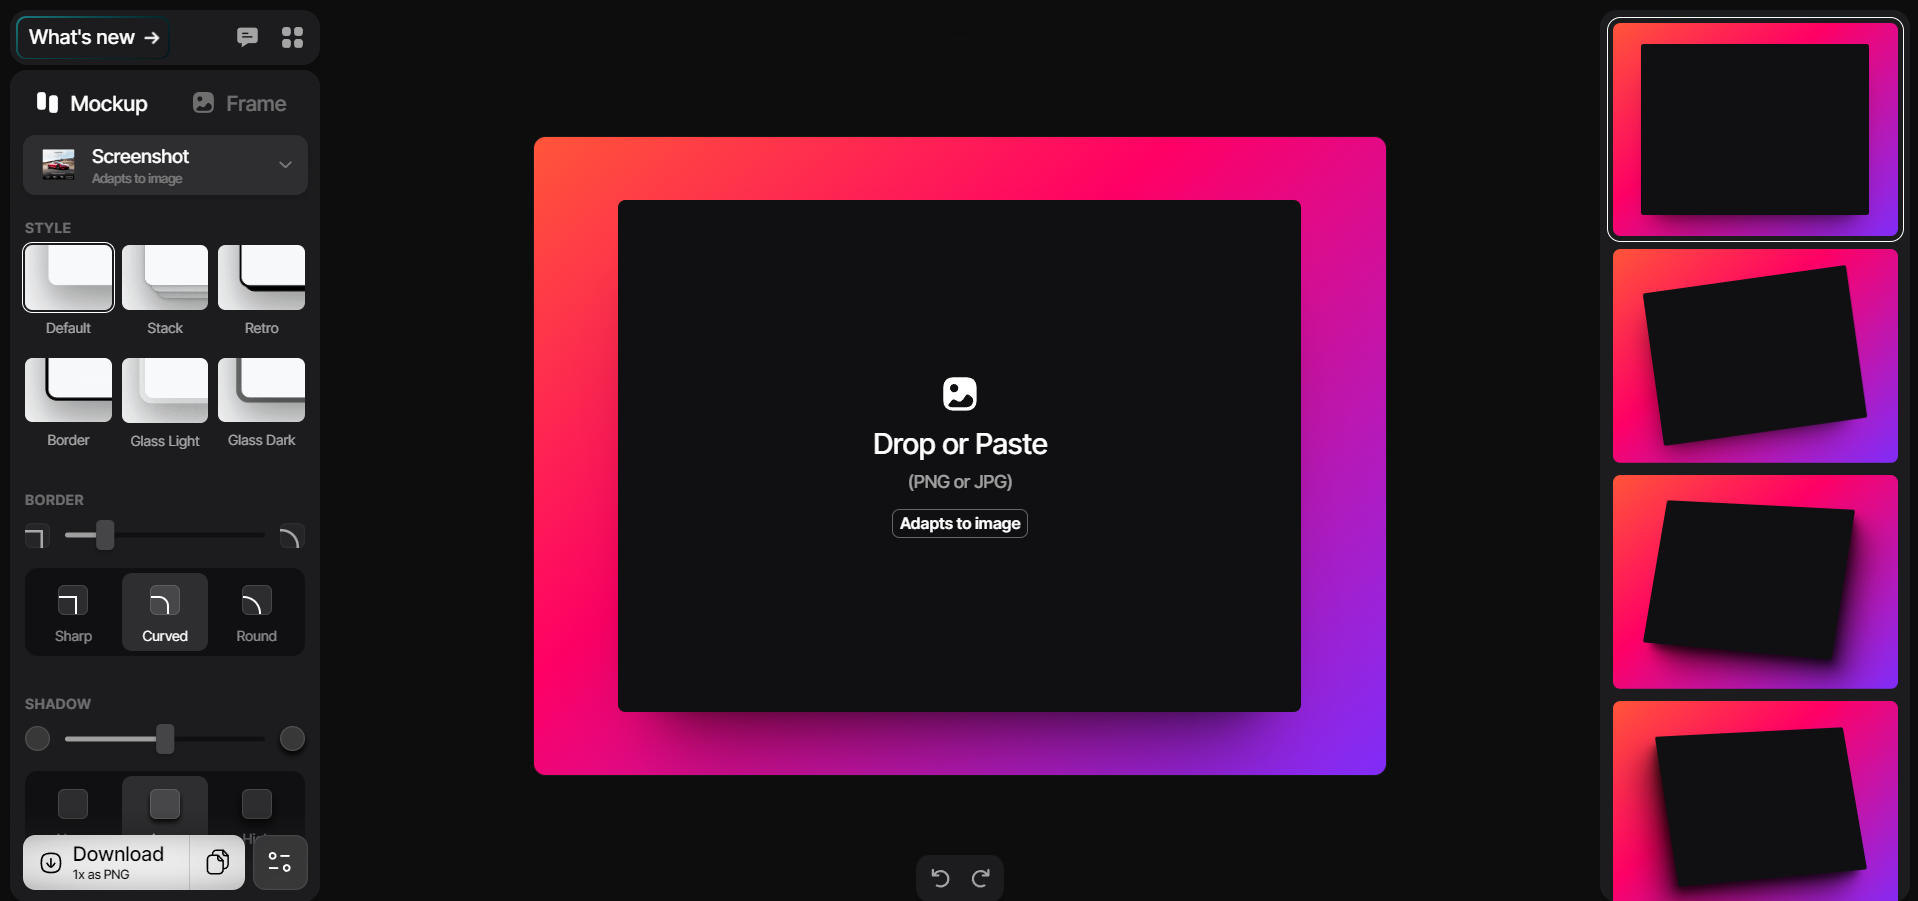 What's new →
Mockup
Frame
Screenshot
Adapts to image
STYLE
Default
Stack
Retro
Border
Glass Light
Glass Dark
BORDER
Sharp
Curved
Round
SHADOW
Download
1x as PNG
Drop or Paste
(PNG or JPG)
Adapts to image